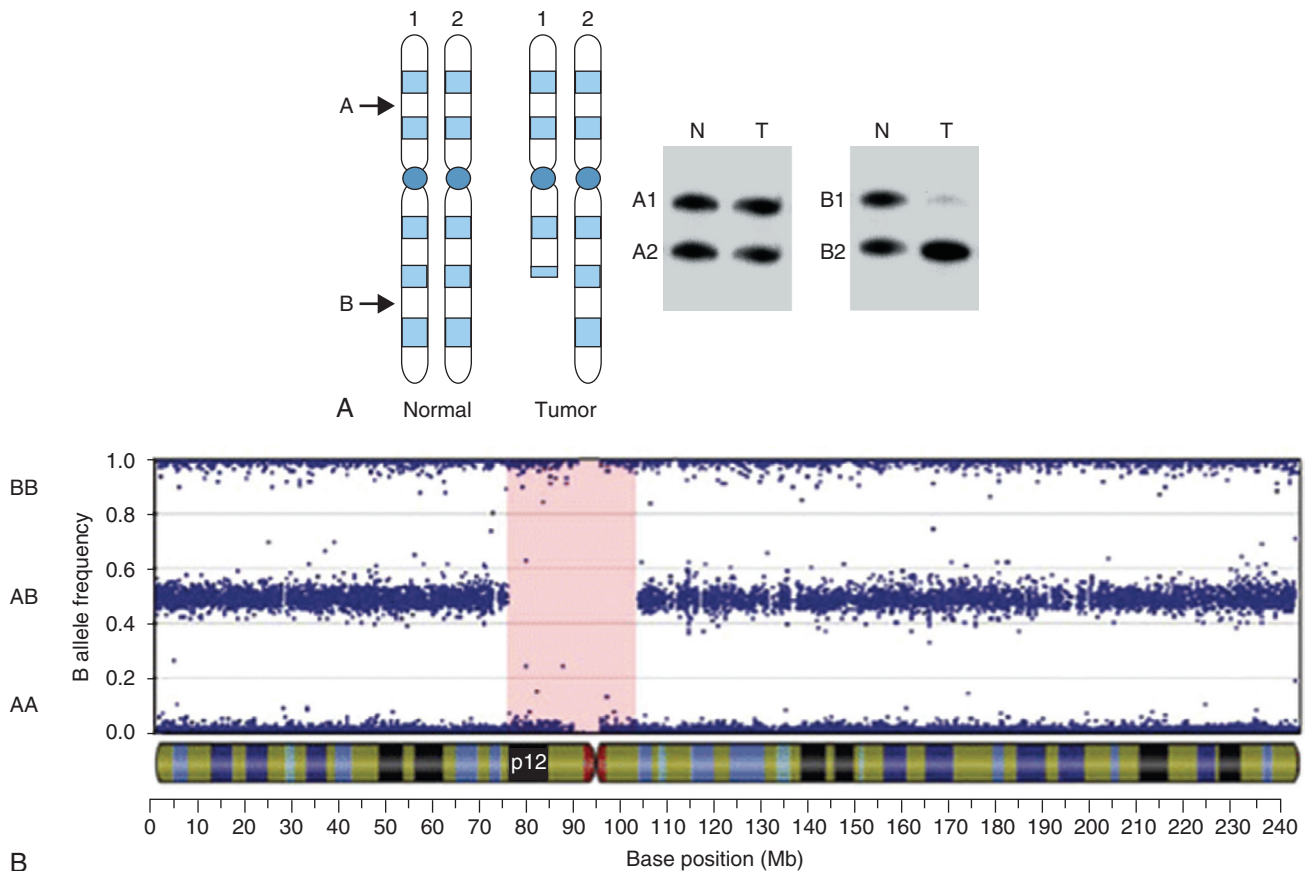 1 2 1 2
A
B
A Normal Tumor
N T
A1
A2
N T
B1
B2
BB
AB
AA
B allele frequency
1.0
0.8
0.6
0.4
0.2
0.0
p12
0 10 20 30 40 50 60 70 80 90 100 110 120 130 140 150 160 170 180 190 200 210 220 230 240
Base position (Mb)
B